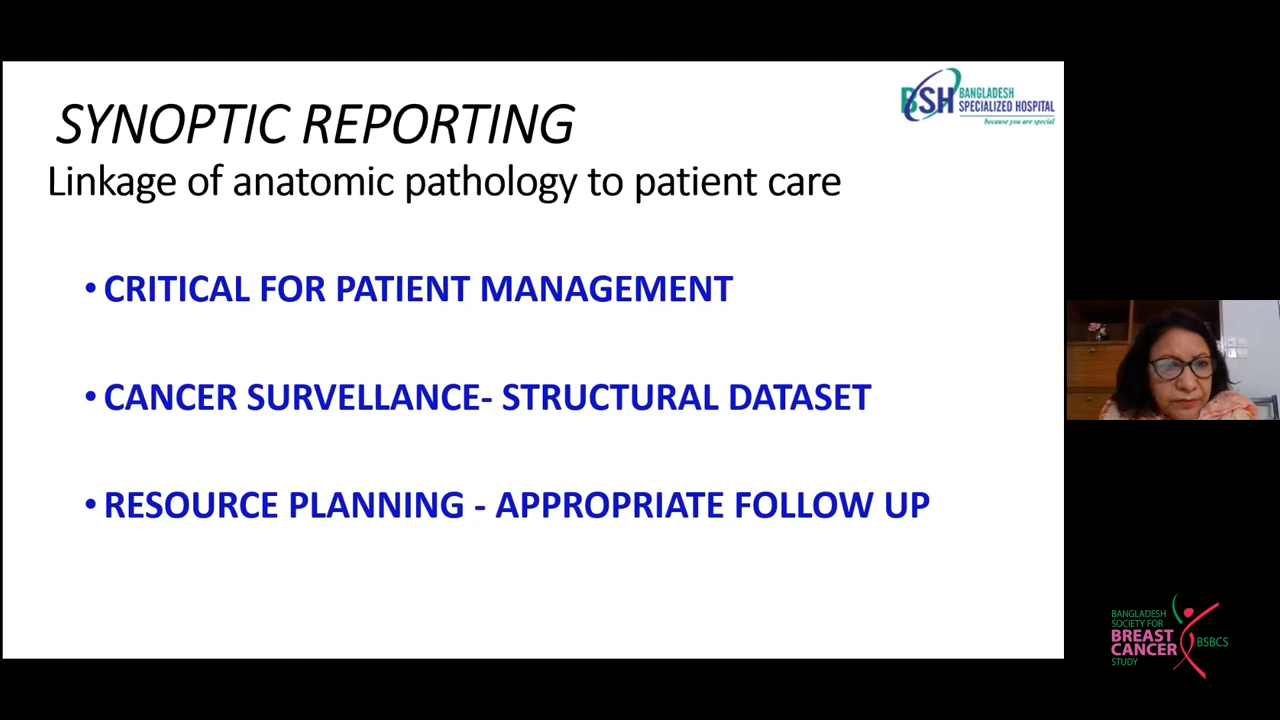 SYNOPTIC REPORTING
Linkage of anatomic pathology to patient care
BSH BANGLADESH
SPECIALIZED HOSPITAL
because you are special
• CRITICAL FOR PATIENT MANAGEMENT
• CANCER SURVELLANCE- STRUCTURAL DATASET
• RESOURCE PLANNING - APPROPRIATE FOLLOW UP
BANGLADESH
SOCIETY FOR
BREAST
CANCER
STUDY
BSBCS